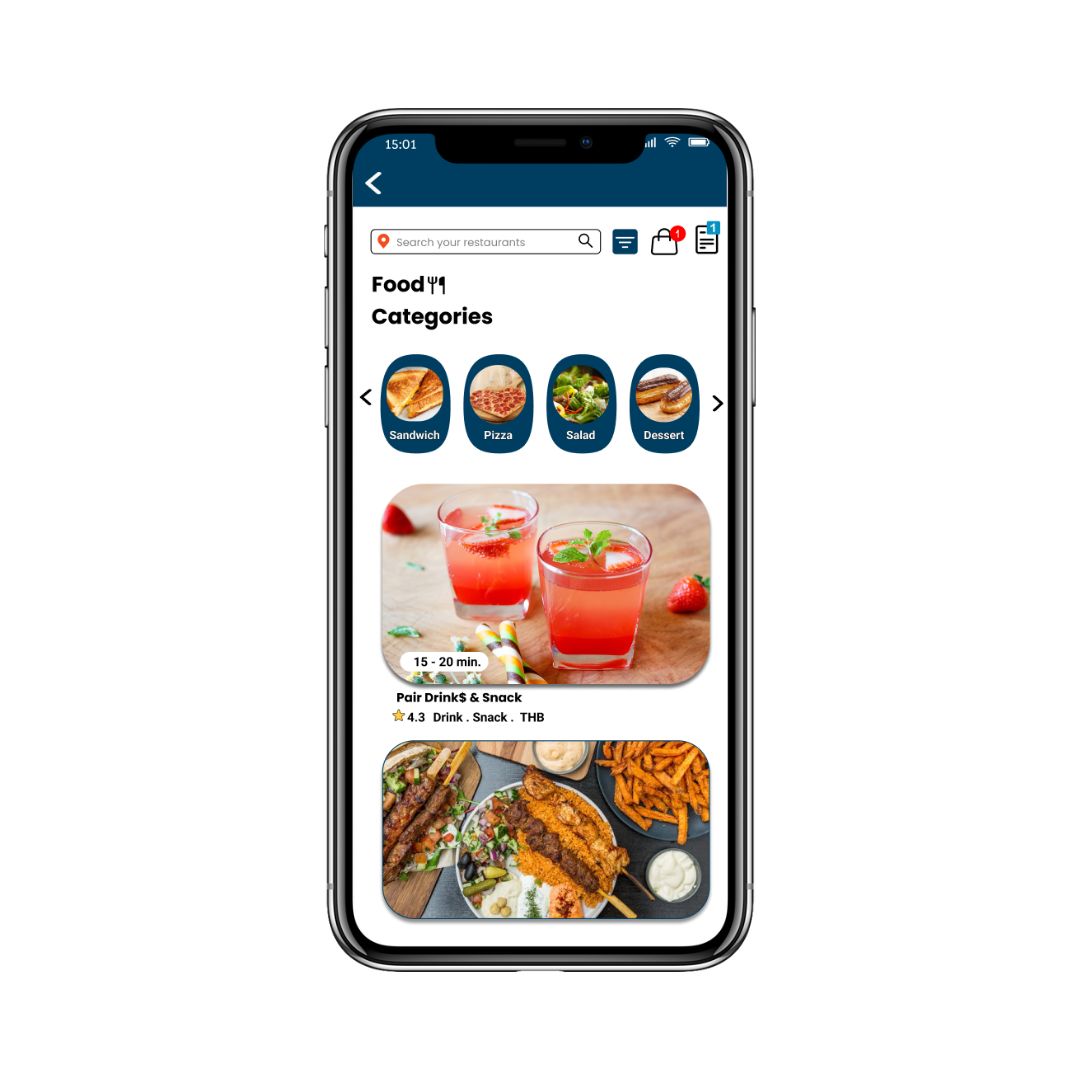 15:01
Search your restaurants
1
1
Food
Categories
Sandwich
Pizza
Salad
Dessert
15 - 20 min.
Pair Drink$ & Snack
4.3 Drink . Snack . THB